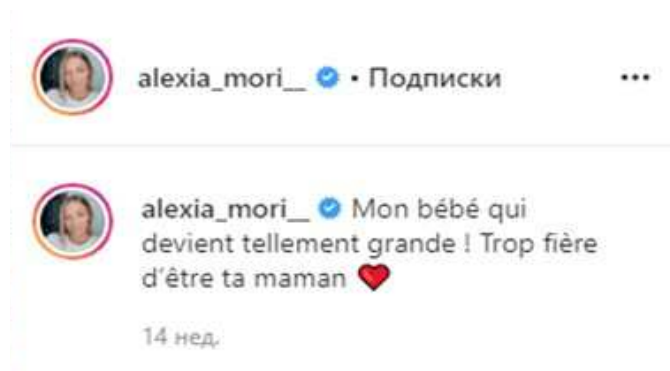 alexia_mori__ • Подписки •••
alexia_mori__ Mon bébé qui
devient tellement grande ! Trop fière
d'être ta maman ❤️
14 нед.